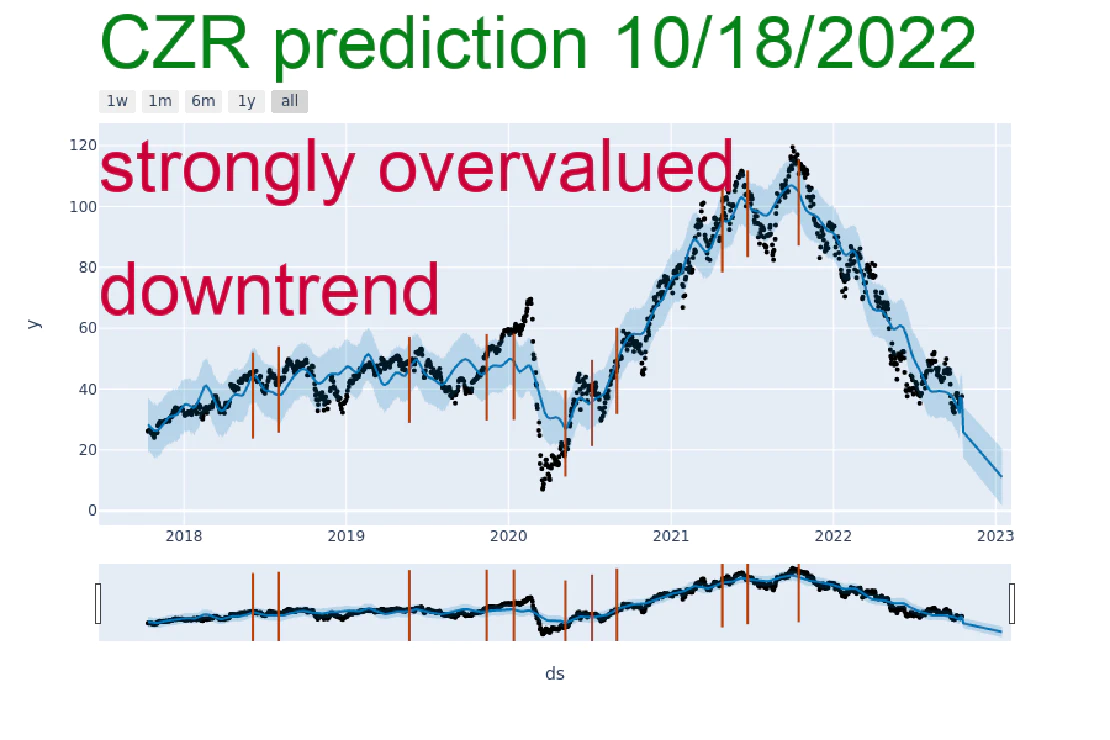 CZR prediction 10/18/2022
1w 1m 6m 1y all
strongly overvalued
downtrend
120
100
80
60
40
20
0
y
2018 2019 2020 2021 2022 2023
ds